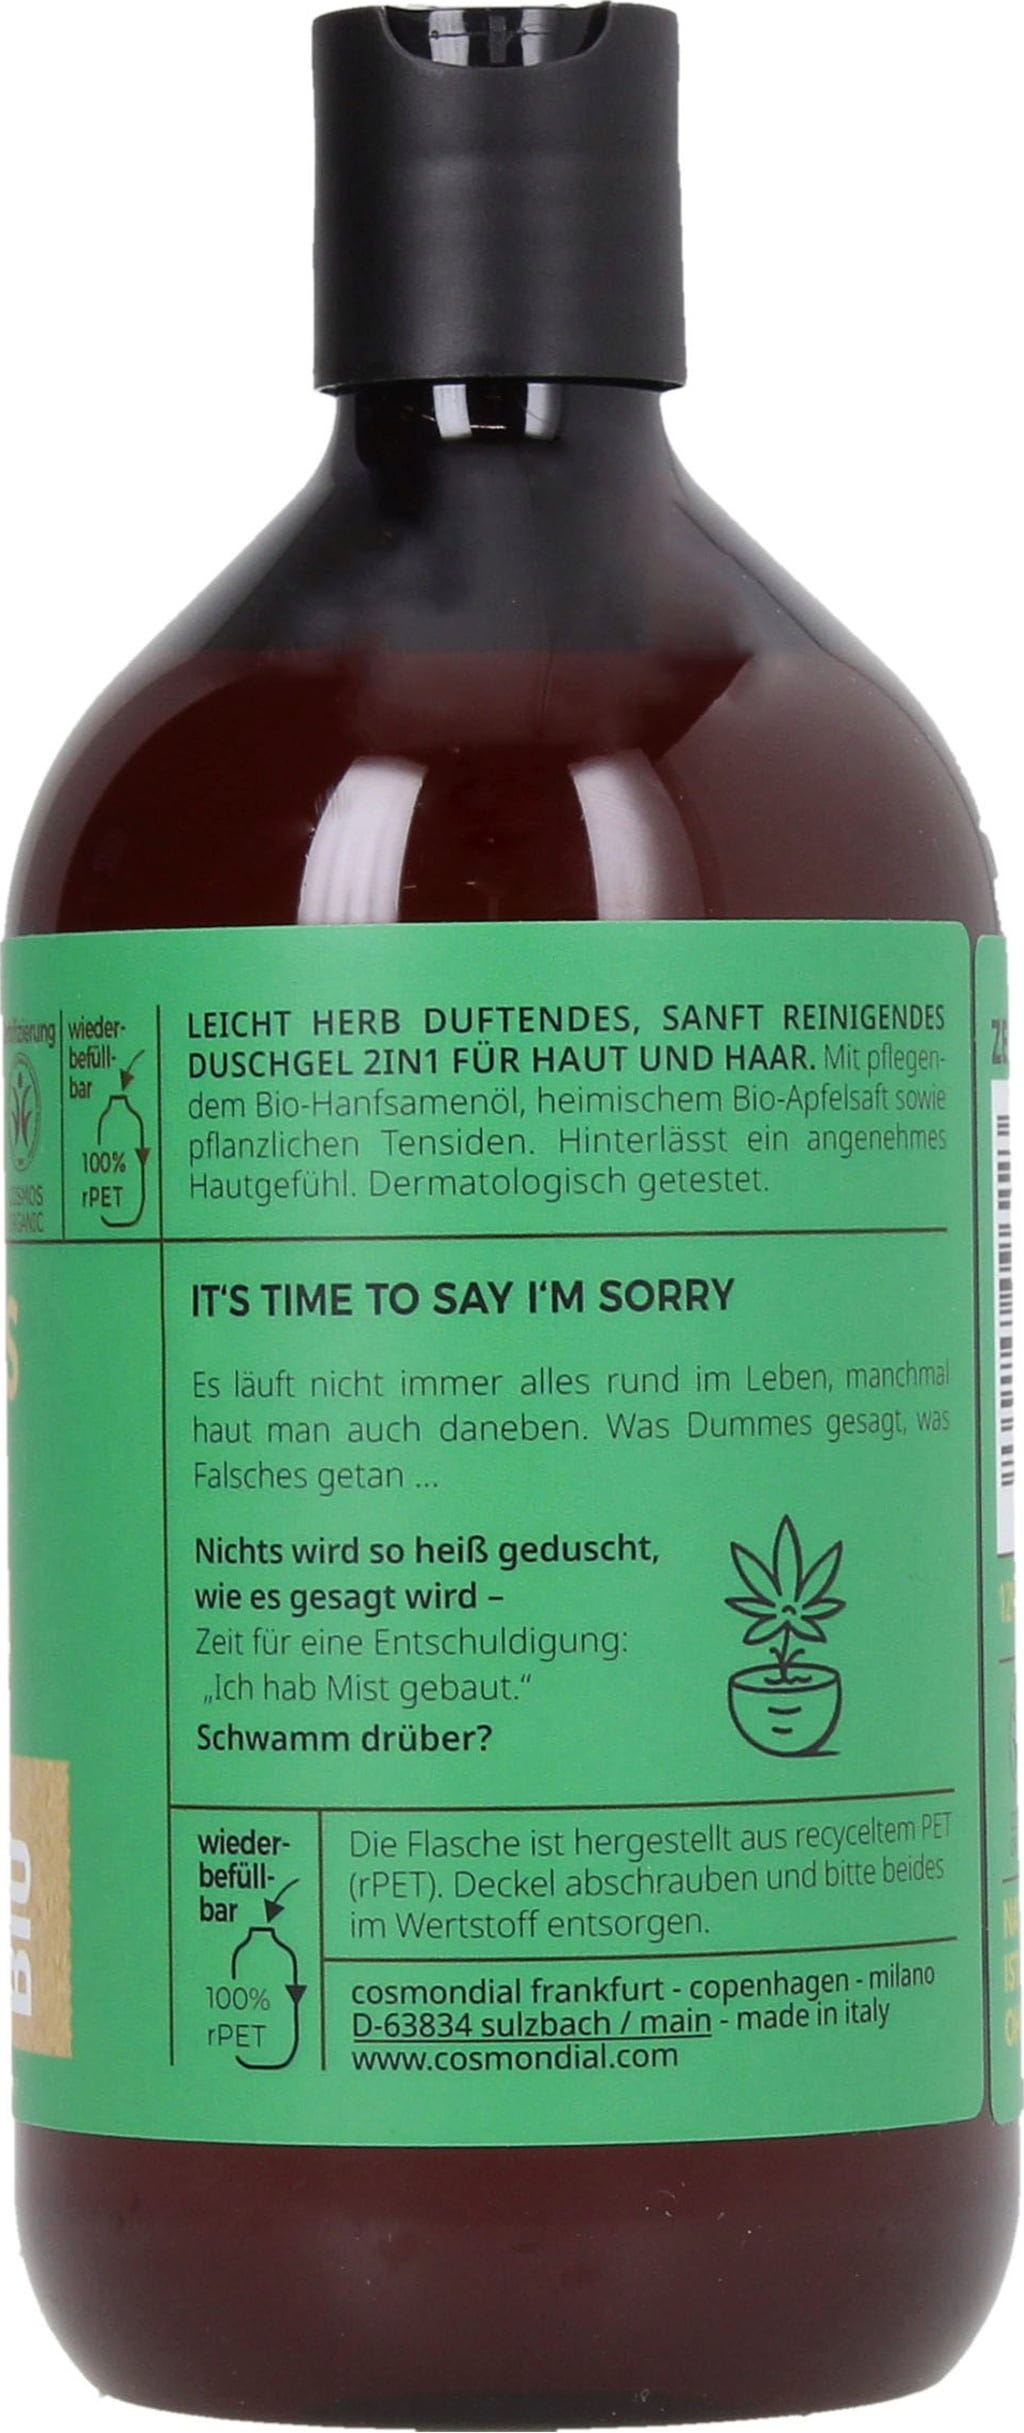 wieder-
befüll-
bar
100%
rPET
LEICHT HERB DUFTENDES, SANFT REINIGENDES
DUSCHGEL 2IN1 FÜR HAUT UND HAAR. Mit pflegen-
dem Bio-Hanfsamenöl, heimischem Bio-Apfelsaft sowie
pflanzlichen Tensiden. Hinterlässt ein angenehmes
Hautgefühl. Dermatologisch getestet.
IT‘S TIME TO SAY I‘M SORRY
Es läuft nicht immer alles rund im Leben, manchmal
haut man auch daneben. Was Dummes gesagt, was
Falsches getan ...
Nichts wird so heiß geduscht,
wie es gesagt wird –
Zeit für eine Entschuldigung:
„Ich hab Mist gebaut.“
Schwamm drüber?
BIO
wieder-
befüll-
bar
100%
rPET
Die Flasche ist hergestellt aus recyceltem PET
(rPET). Deckel abschrauben und bitte beides
im Wertstoff entsorgen.
cosmondial frankfurt - copenhagen - milano
D-63834 sulzbach / main - made in italy
www.cosmondial.com